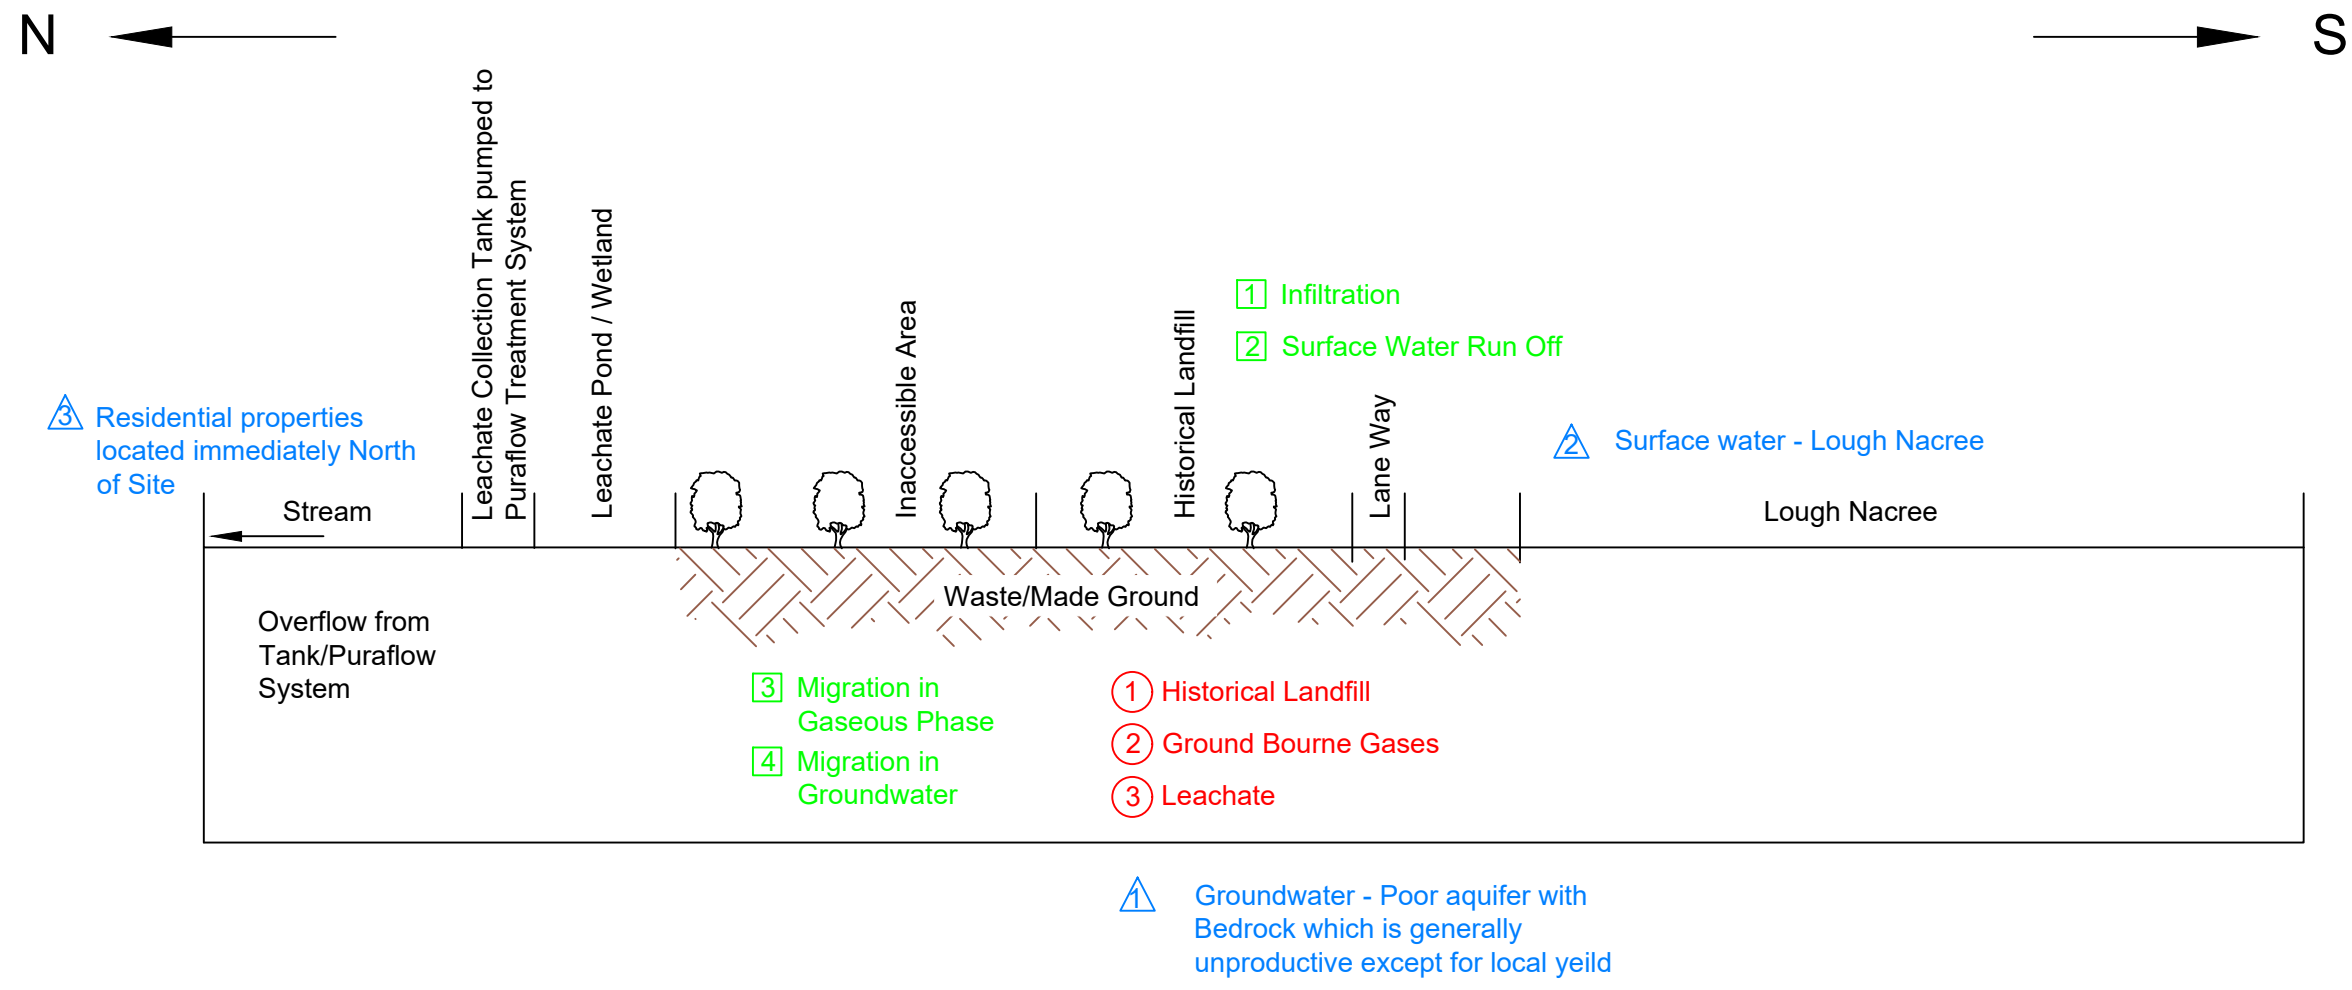 N
S
Leachate Collection Tank pumped to
Puraflow Treatment System
Leachate Pond / Wetland
Inaccessible Area
Historical Landfill
Lane Way
1 Infiltration
2 Surface Water Run Off
3 Residential properties
located immediately North
of Site
2 Surface water - Lough Nacree
Stream
Lough Nacree
Waste/Made Ground
Overflow from
Tank/Puraflow
System
3 Migration in
Gaseous Phase
4 Migration in
Groundwater
1 Historical Landfill
2 Ground Bourne Gases
3 Leachate
1 Groundwater - Poor aquifer with
Bedrock which is generally
unproductive except for local yeild